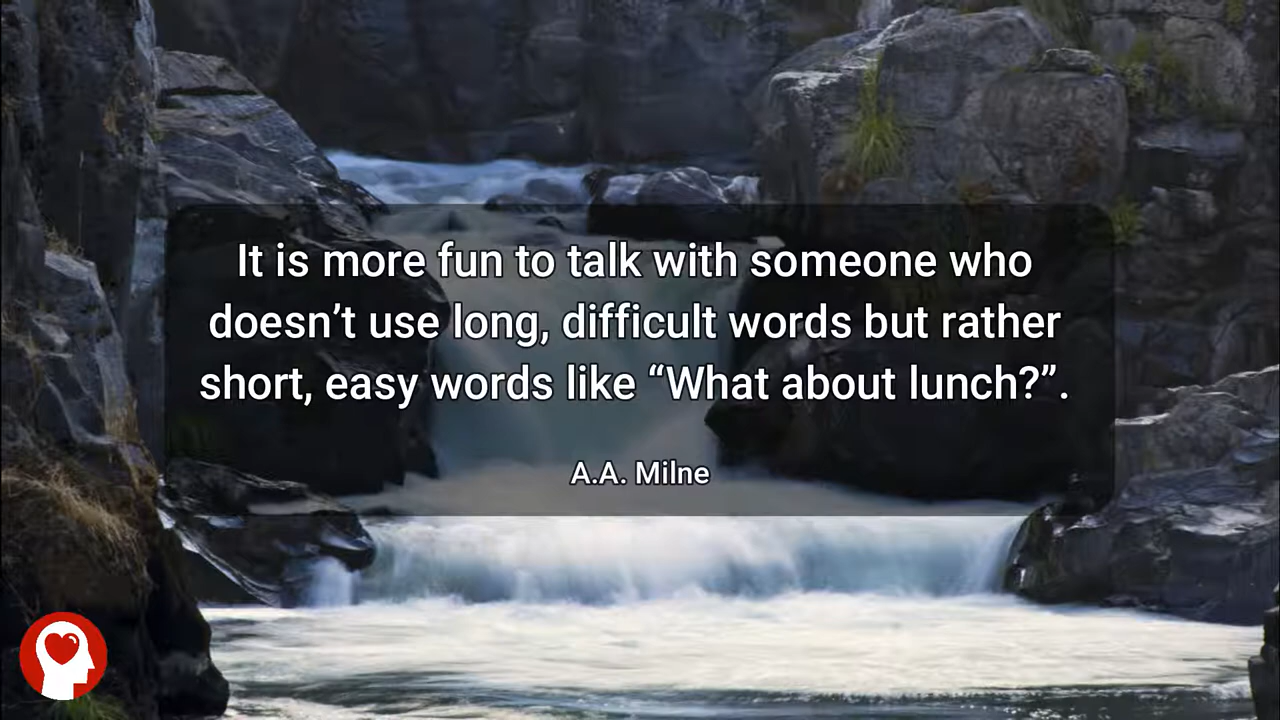 It is more fun to talk with someone who
doesn’t use long, difficult words but rather
short, easy words like “What about lunch?”.
A.A. Milne